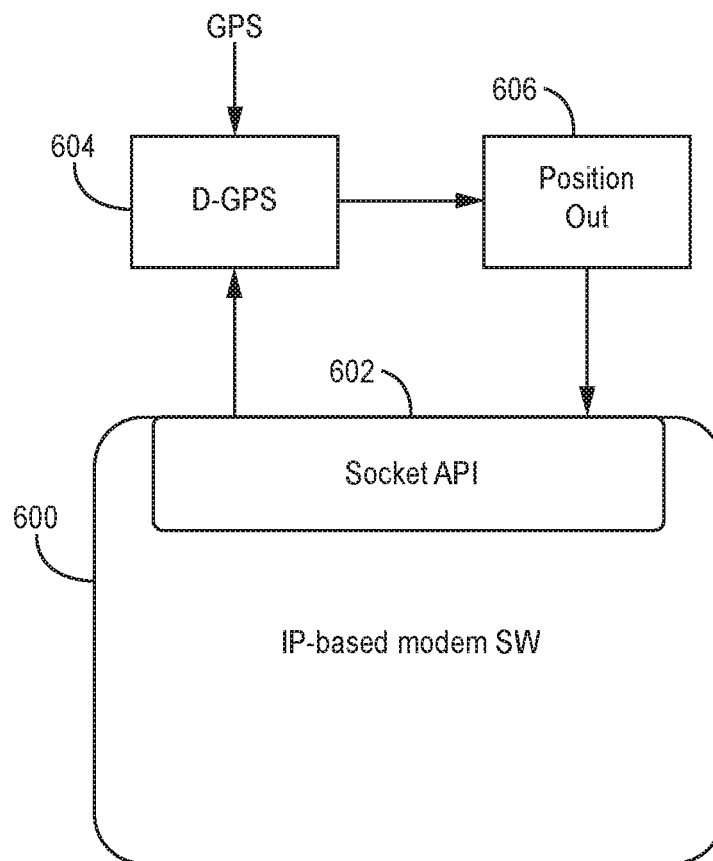 GPS
606
604
D-GPS
Position
Out
602
Socket API
600
IP-based modem SW